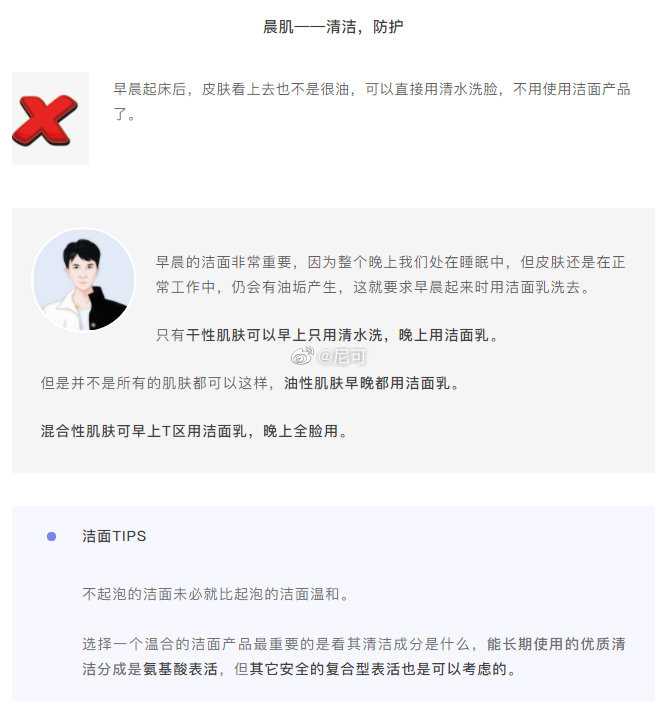 晨肌——清洁，防护
早晨起床后，皮肤看上去也不是很油，可以直接用清水洗脸，不用使用洁面产品
了。
早晨的洁面非常重要，因为整个晚上我们处在睡眠中，但皮肤还是在正
常工作中，仍会有油垢产生，这就要求早晨起来时用洁面乳洗去。
只有干性肌肤可以早上只用清水洗，晚上用洁面乳。
@尼可
但是并不是所有的肌肤都可以这样，油性肌肤早晚都用洁面乳。
混合性肌肤可早上T区用洁面乳，晚上全脸用。
洁面TIPS
不起泡的洁面未必就比起泡的洁面温和。
选择一个温合的洁面产品最重要的是看其清洁成分是什么，能长期使用的优质清
洁分成是氨基酸表活，但其它安全的复合型表活也是可以考虑的。